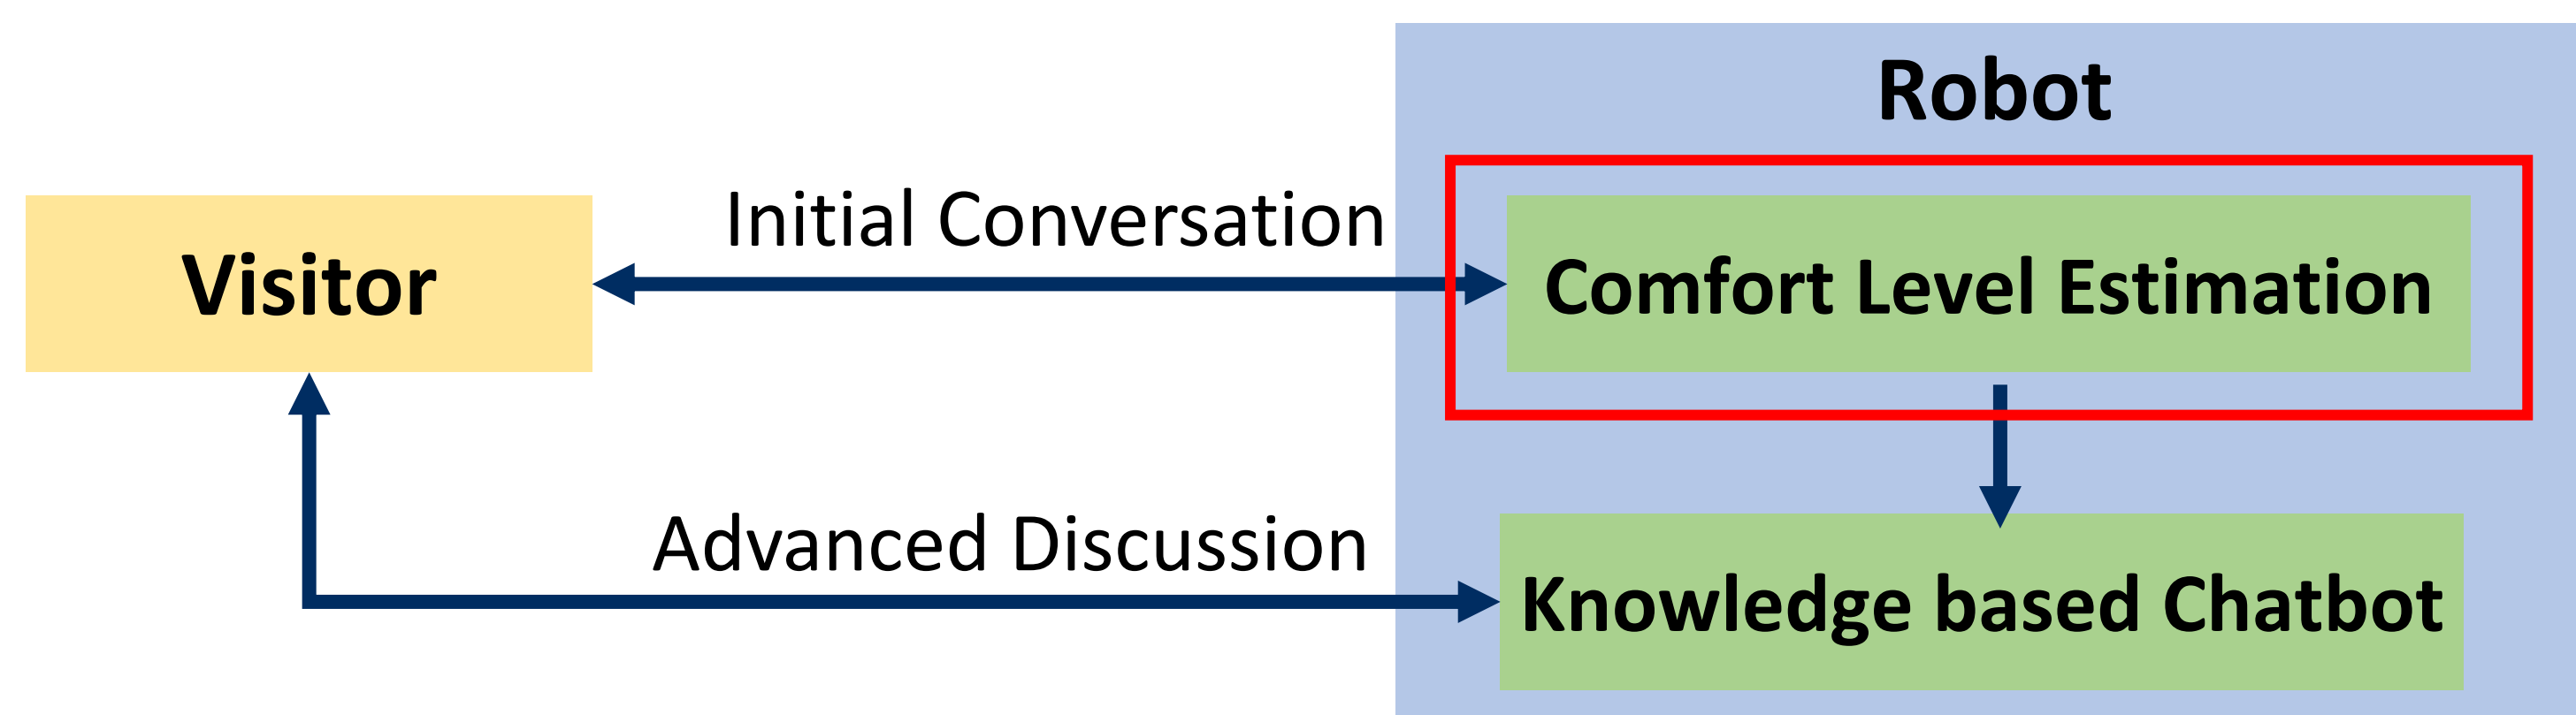 Robot
Initial Conversation
Visitor
Comfort Level Estimation
Advanced Discussion
Knowledge based Chatbot